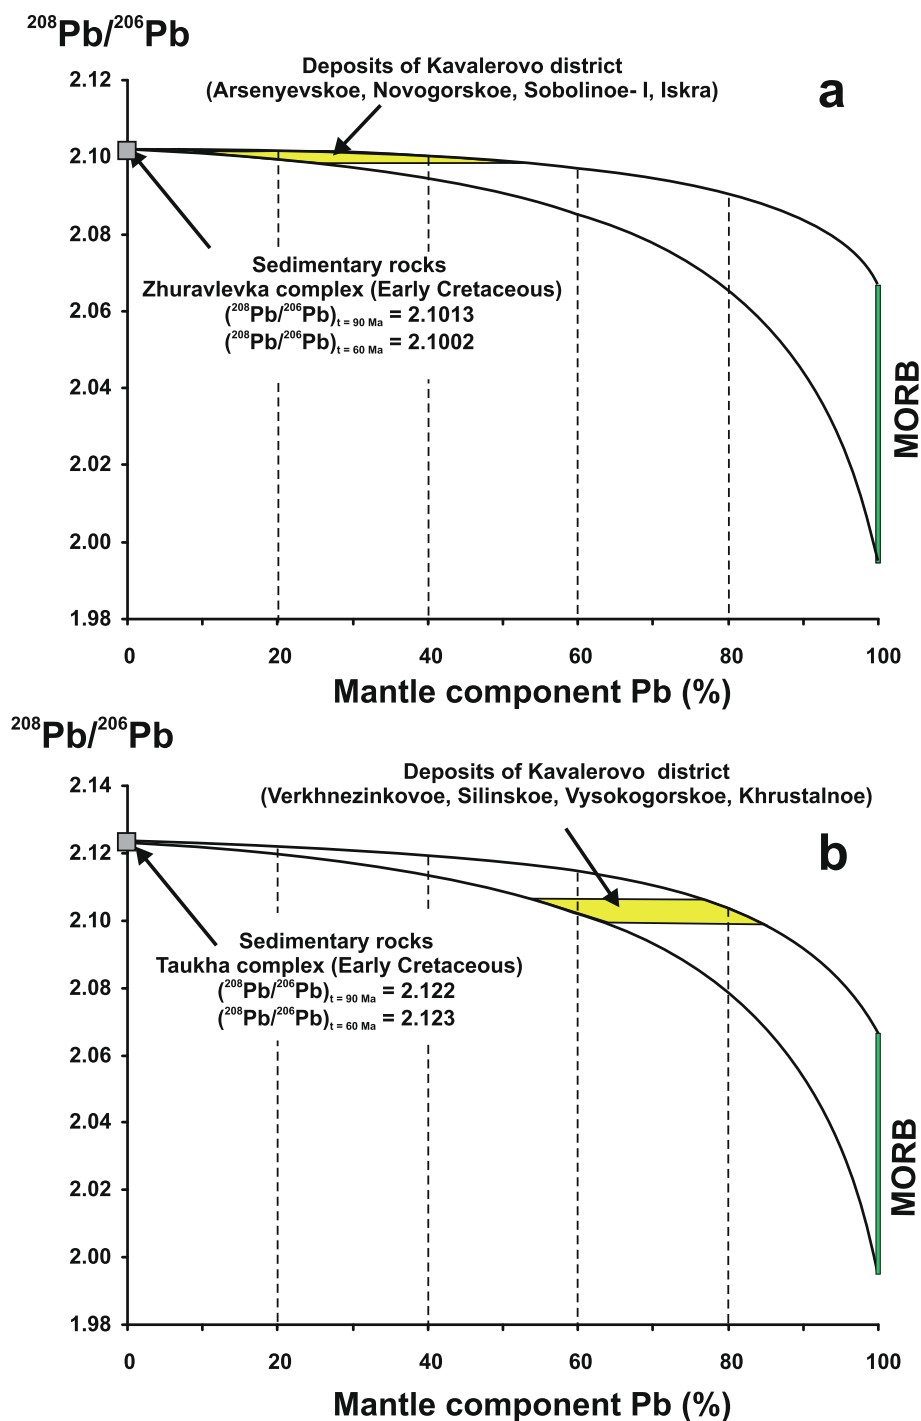 ²⁰⁸Pb/²⁰⁶Pb
a
Deposits of Kavalerovo district
(Arsenyevskoe, Novogorskoe, Sobolinoe- I, Iskra)
2.12
2.10
2.08
2.06
2.04
2.02
2.00
1.98
Sedimentary rocks
Zhuravlevka complex (Early Cretaceous)
(²⁰⁸Pb/²⁰⁶Pb)t = 90 Ma = 2.1013
(²⁰⁸Pb/²⁰⁶Pb)t = 60 Ma = 2.1002
MORB
0 20 40 60 80 100
Mantle component Pb (%)
²⁰⁸Pb/²⁰⁶Pb
Deposits of Kavalerovo district
(Verkhnezinkovoe, Silinskoe, Vysokogorskoe, Khrustalnoe)
b
2.14
2.12
2.10
2.08
2.06
2.04
2.02
2.00
1.98
Sedimentary rocks
Taukha complex (Early Cretaceous)
(²⁰⁸Pb/²⁰⁶Pb)t = 90 Ma = 2.122
(²⁰⁸Pb/²⁰⁶Pb)t = 60 Ma = 2.123
MORB
0 20 40 60 80 100
Mantle component Pb (%)